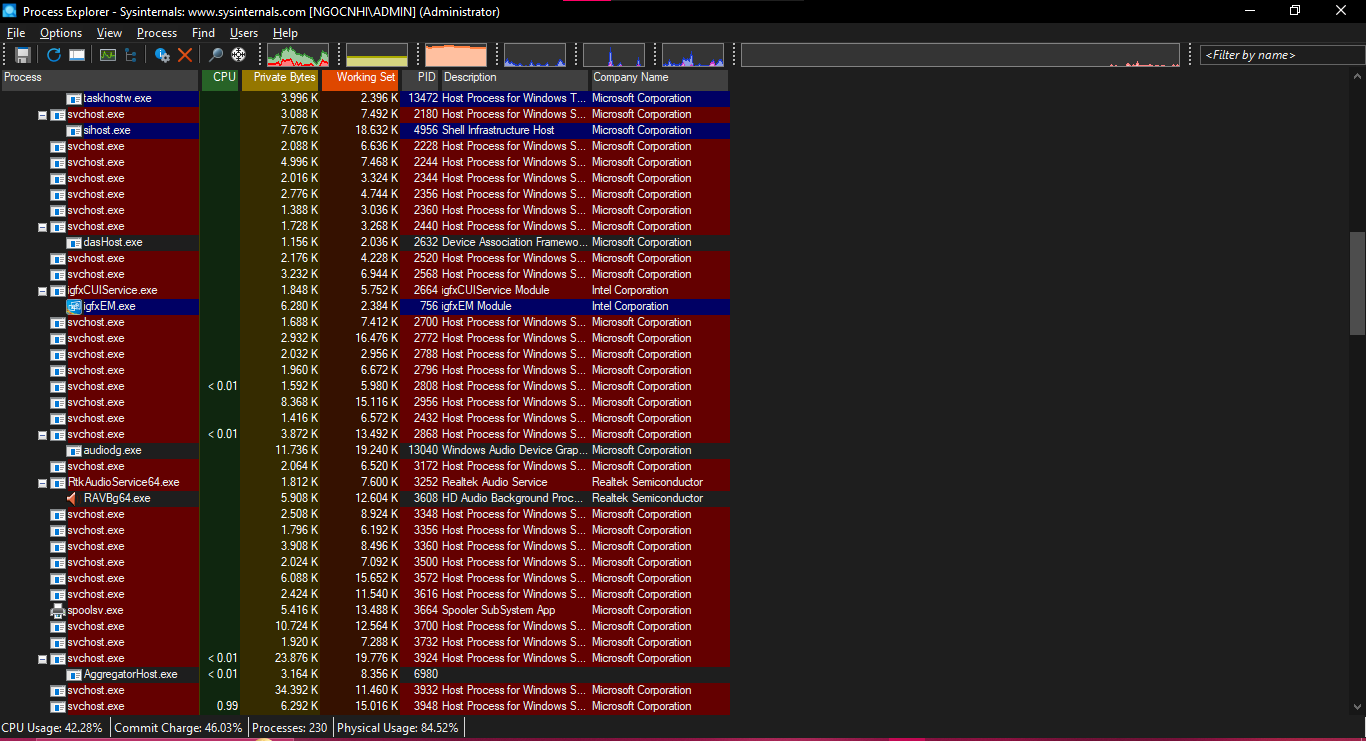 Process Explorer - Sysinternals: www.sysinternals.com [NGOCNHI\ADMIN] (Administrator)
File Options View Process Find Users Help
<Filter by name>
Process CPU Private Bytes Working Set PID Description Company Name
taskhostw.exe 3.996 K 2.396 K 13472 Host Process for Windows T... Microsoft Corporation
svchost.exe 3.088 K 7.492 K 2180 Host Process for Windows S... Microsoft Corporation
sihost.exe 7.676 K 18.632 K 4956 Shell Infrastructure Host Microsoft Corporation
svchost.exe 2.088 K 6.636 K 2228 Host Process for Windows S... Microsoft Corporation
svchost.exe 4.996 K 7.468 K 2244 Host Process for Windows S... Microsoft Corporation
svchost.exe 2.016 K 3.324 K 2344 Host Process for Windows S... Microsoft Corporation
svchost.exe 2.776 K 4.744 K 2356 Host Process for Windows S... Microsoft Corporation
svchost.exe 1.388 K 3.036 K 2360 Host Process for Windows S... Microsoft Corporation
svchost.exe 1.728 K 3.268 K 2440 Host Process for Windows S... Microsoft Corporation
dasHost.exe 1.156 K 2.036 K 2632 Device Association Framewo... Microsoft Corporation
svchost.exe 2.176 K 4.228 K 2520 Host Process for Windows S... Microsoft Corporation
svchost.exe 3.232 K 6.944 K 2568 Host Process for Windows S... Microsoft Corporation
igfxCUIService.exe 1.848 K 5.752 K 2664 igfxCUIService Module Intel Corporation
igfxEM.exe 6.280 K 2.384 K 756 igfxEM Module Intel Corporation
svchost.exe 1.688 K 7.412 K 2700 Host Process for Windows S... Microsoft Corporation
svchost.exe 2.932 K 16.476 K 2772 Host Process for Windows S... Microsoft Corporation
svchost.exe 2.032 K 2.956 K 2788 Host Process for Windows S... Microsoft Corporation
svchost.exe 1.960 K 6.672 K 2796 Host Process for Windows S... Microsoft Corporation
svchost.exe < 0.01 1.592 K 5.980 K 2808 Host Process for Windows S... Microsoft Corporation
svchost.exe 8.368 K 15.116 K 2956 Host Process for Windows S... Microsoft Corporation
svchost.exe 1.416 K 6.572 K 2432 Host Process for Windows S... Microsoft Corporation
svchost.exe < 0.01 3.872 K 13.492 K 2868 Host Process for Windows S... Microsoft Corporation
audiodg.exe 11.736 K 19.240 K 13040 Windows Audio Device Grap... Microsoft Corporation
svchost.exe 2.064 K 6.520 K 3172 Host Process for Windows S... Microsoft Corporation
RtkAudioService64.exe 1.812 K 7.600 K 3252 Realtek Audio Service Realtek Semiconductor
RAVBg64.exe 5.908 K 12.604 K 3608 HD Audio Background Proc... Realtek Semiconductor
svchost.exe 2.508 K 8.924 K 3348 Host Process for Windows S... Microsoft Corporation
svchost.exe 1.796 K 6.192 K 3356 Host Process for Windows S... Microsoft Corporation
svchost.exe 3.908 K 8.496 K 3360 Host Process for Windows S... Microsoft Corporation
svchost.exe 2.024 K 7.092 K 3500 Host Process for Windows S... Microsoft Corporation
svchost.exe 6.088 K 15.652 K 3572 Host Process for Windows S... Microsoft Corporation
svchost.exe 2.424 K 11.540 K 3616 Host Process for Windows S... Microsoft Corporation
spoolsv.exe 5.416 K 13.488 K 3664 Spooler SubSystem App Microsoft Corporation
svchost.exe 10.724 K 12.564 K 3700 Host Process for Windows S... Microsoft Corporation
svchost.exe 1.920 K 7.288 K 3732 Host Process for Windows S... Microsoft Corporation
svchost.exe < 0.01 23.876 K 19.776 K 3924 Host Process for Windows S... Microsoft Corporation
AggregatorHost.exe < 0.01 3.164 K 8.356 K 6980
svchost.exe 34.392 K 11.460 K 3932 Host Process for Windows S... Microsoft Corporation
svchost.exe 0.99 6.292 K 15.016 K 3948 Host Process for Windows S... Microsoft Corporation
CPU Usage: 42.28% Commit Charge: 46.03% Processes: 230 Physical Usage: 84.52%